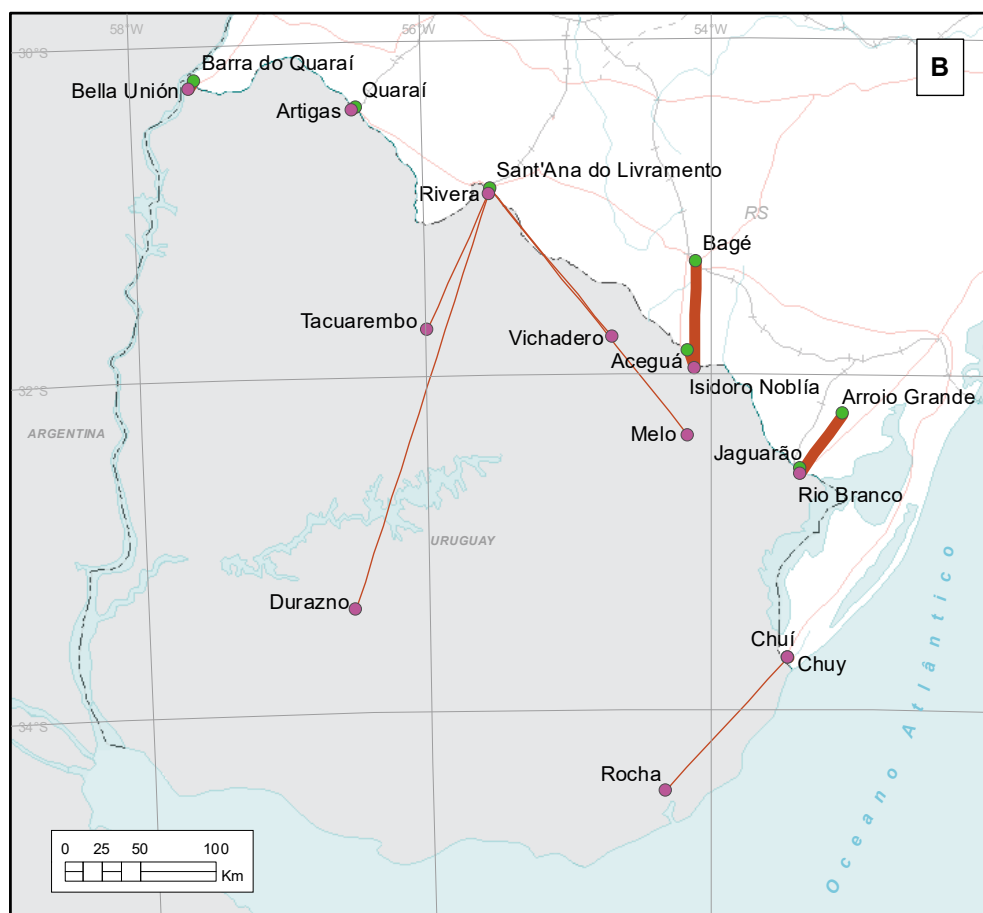 58°W
56°W
54°W
30°S
B
Barra do Quaraí
Bella Unión
Quaraí
Artigas
Sant'Ana do Livramento
Rivera
RS
Bagé
Tacuarembo
Vichadero
Aceguá
32°S
Isidoro Noblía
Arroio Grande
ARGENTINA
Melo
Jaguarão
Rio Branco
URUGUAY
Durazno
Chuí
Chuy
34°S
Rocha
Oceano Atlântico
0 25 50 100
Km